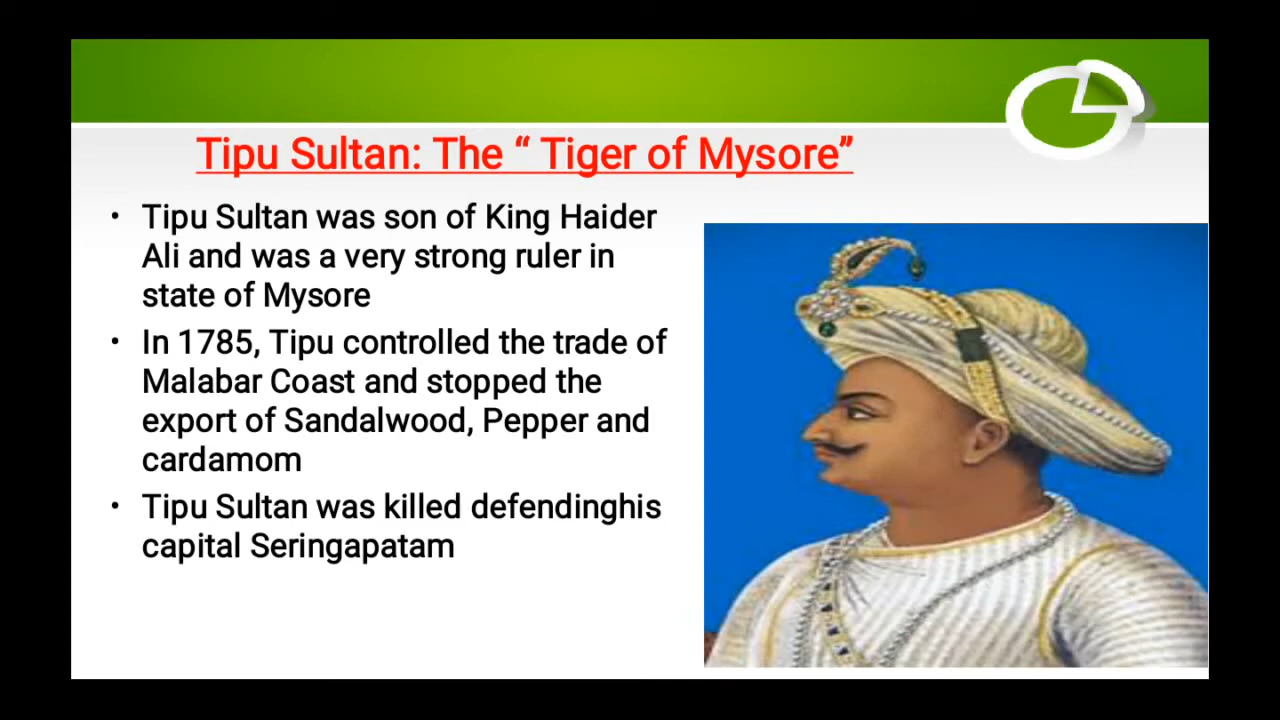 Tipu Sultan: The “ Tiger of Mysore”
• Tipu Sultan was son of King Haider
Ali and was a very strong ruler in
state of Mysore
• In 1785, Tipu controlled the trade of
Malabar Coast and stopped the
export of Sandalwood, Pepper and
cardamom
• Tipu Sultan was killed defendinghis
capital Seringapatam